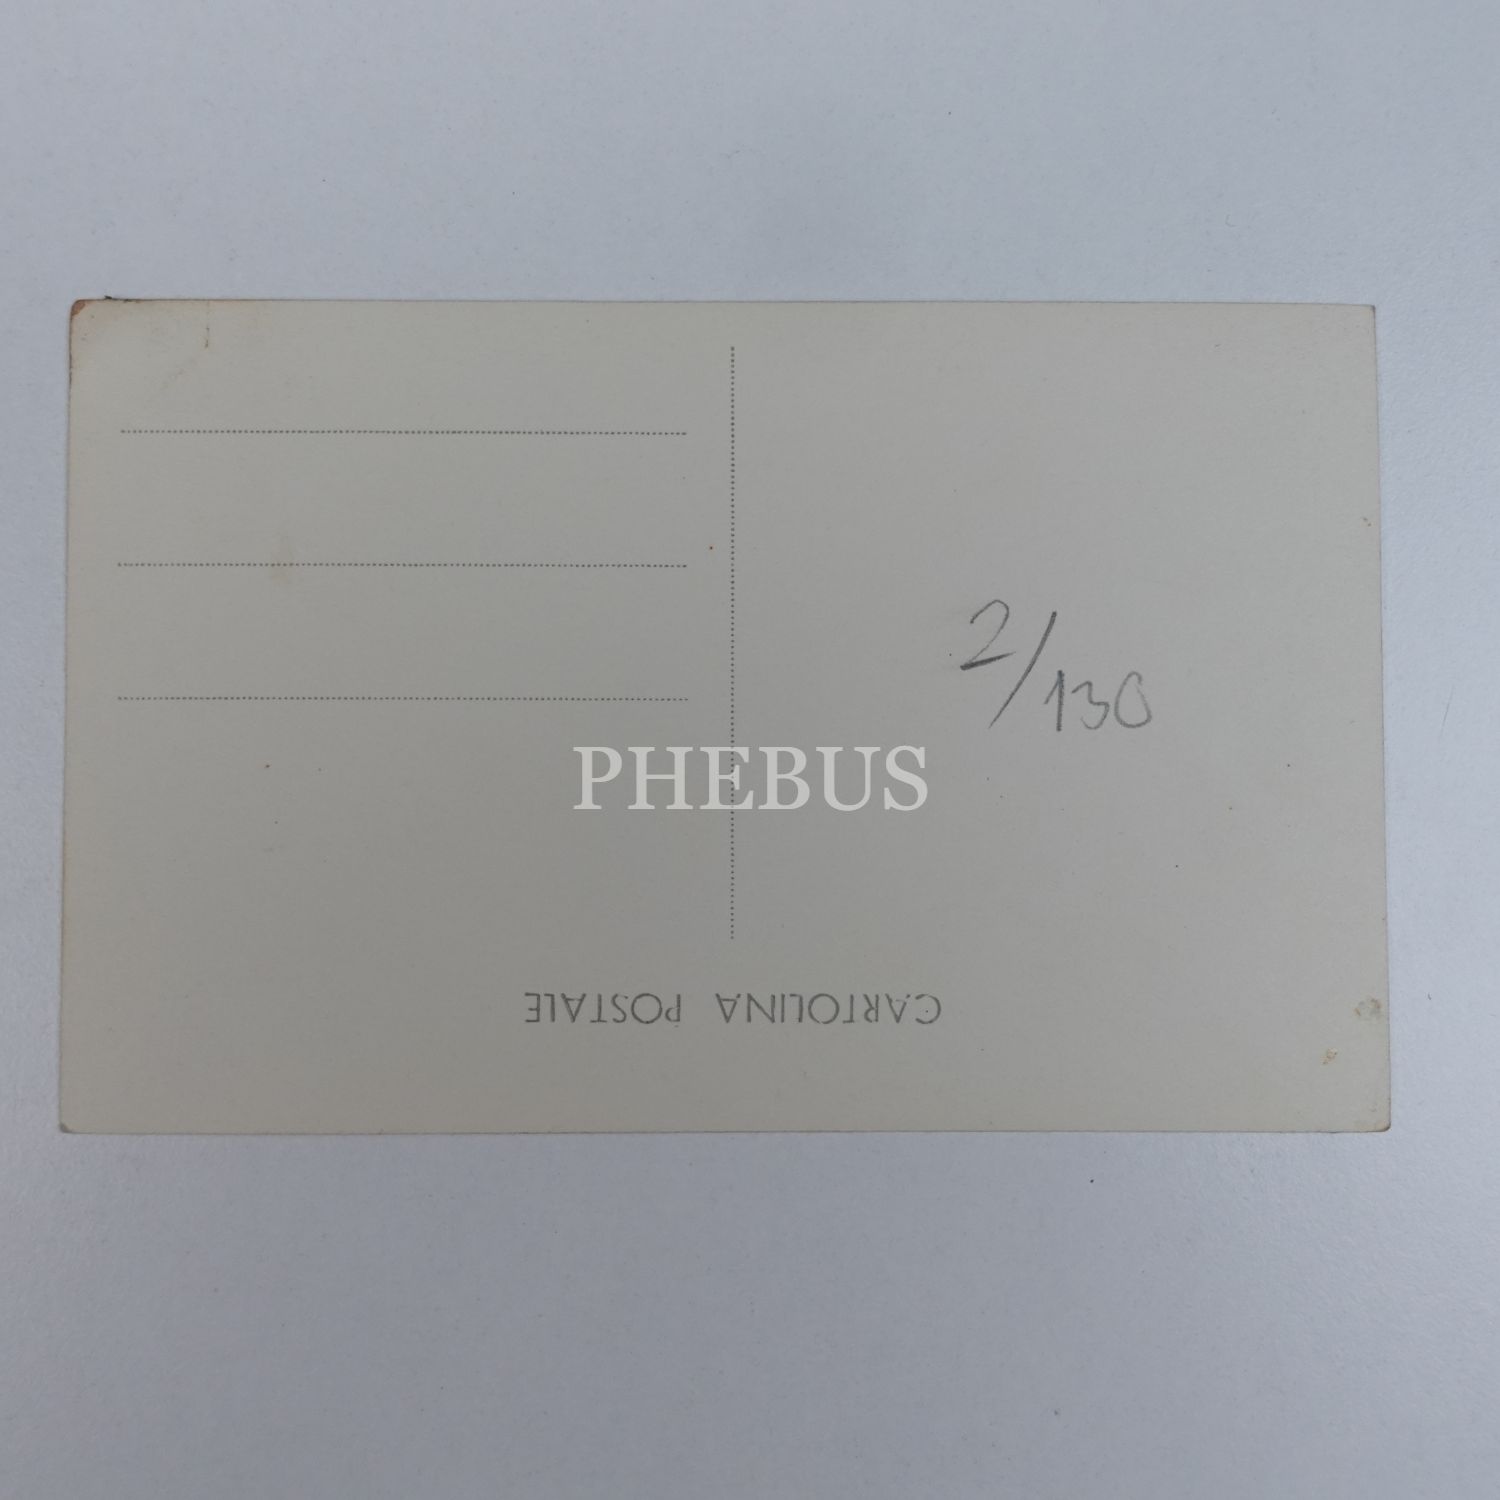 2/130
PHEBUS
CARTOLINA POSTALE